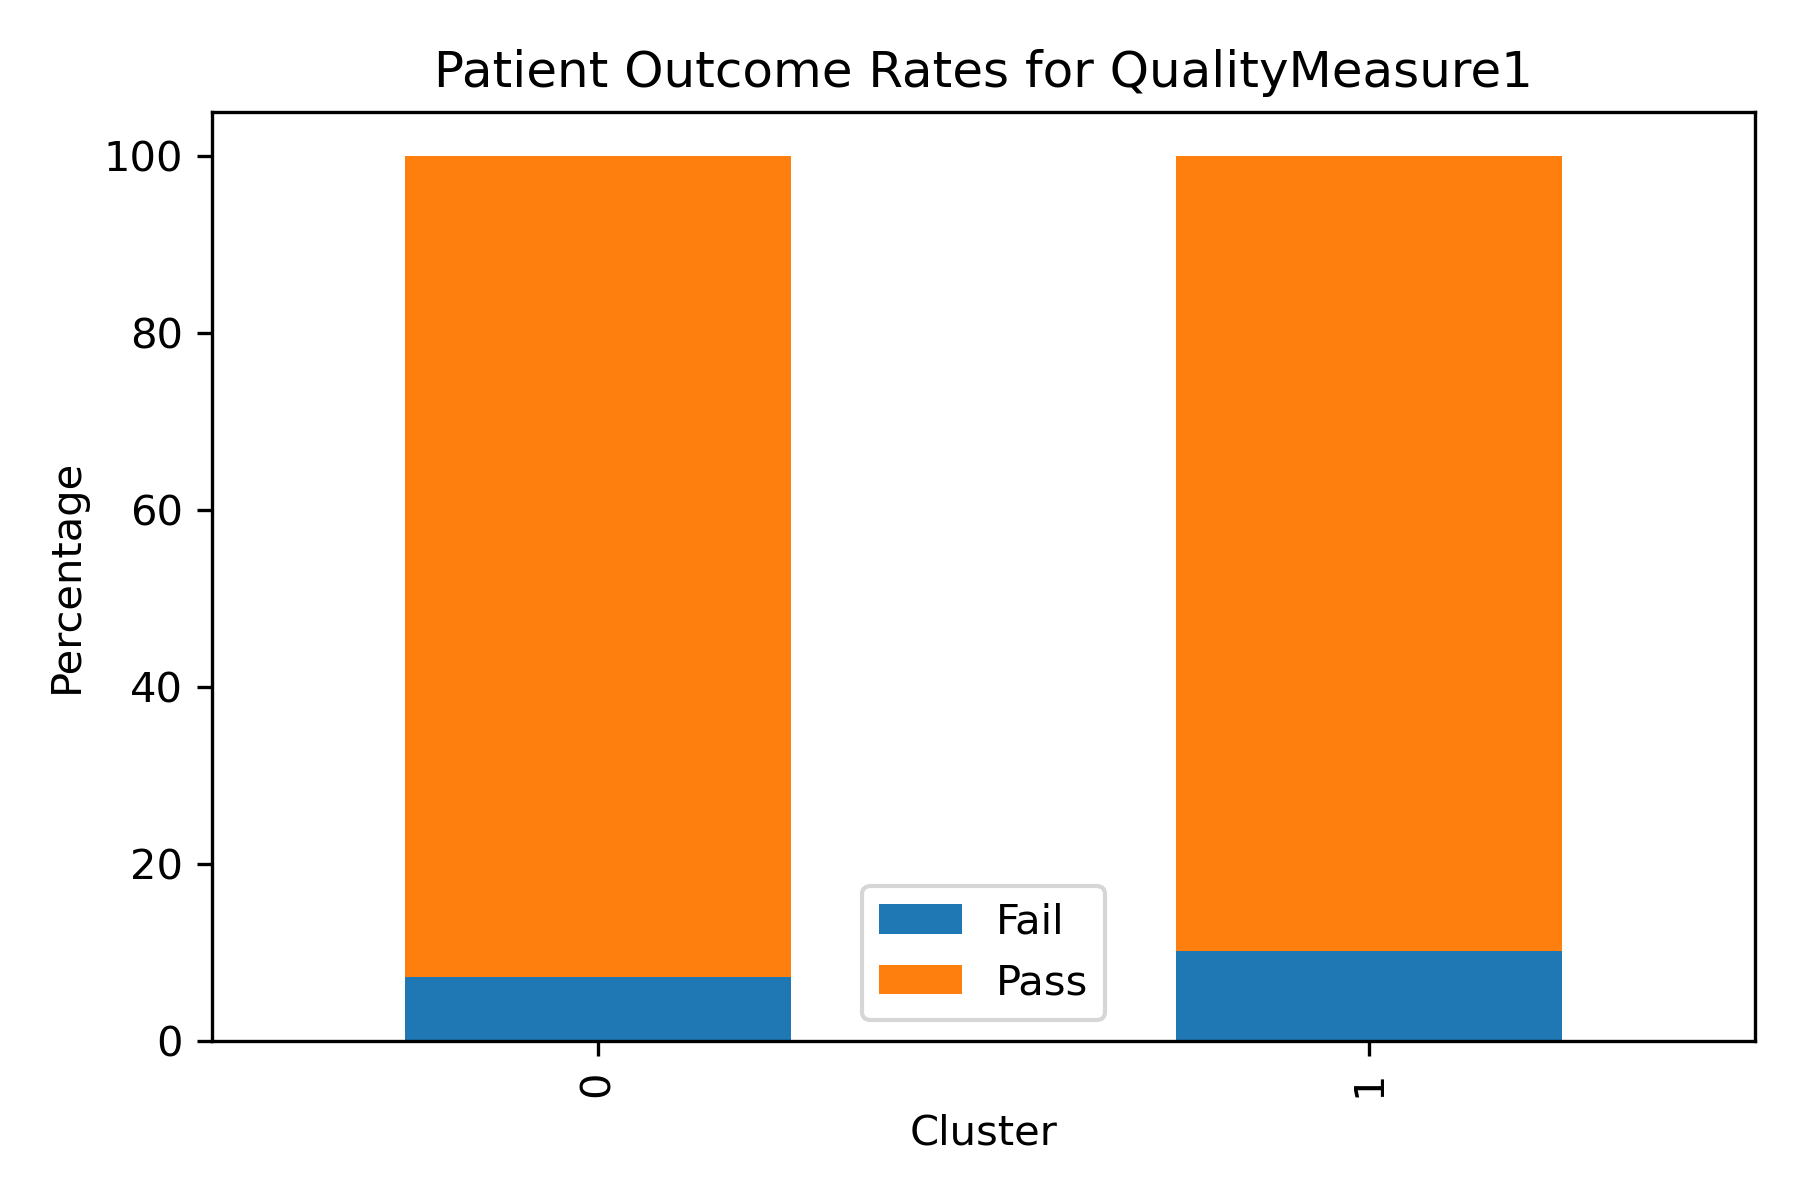 Patient Outcome Rates for QualityMeasure1
100
80
60
40
20
0
Percentage
Fail
Pass
0
1
Cluster